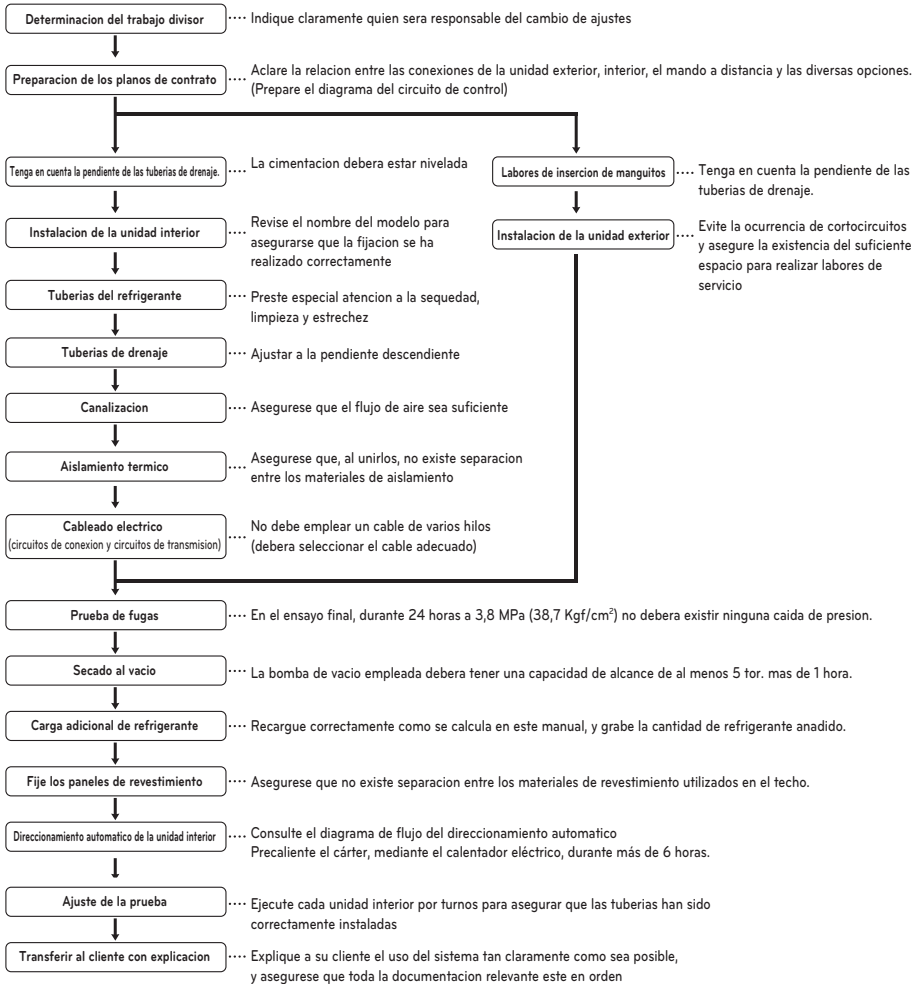 Determinacion del trabajo divisor
···· Indique claramente quien sera responsable del cambio de ajustes
Preparacion de los planos de contrato
···· Aclare la relacion entre las conexiones de la unidad exterior, interior, el mando a distancia y las diversas opciones.
(Prepare el diagrama del circuito de control)
Tenga en cuenta la pendiente de las tuberias de drenaje.
···· La cimentacion debera estar nivelada
Labores de insercion de manguitos
···· Tenga en cuenta la pendiente de las
tuberias de drenaje.
Instalacion de la unidad interior
···· Revise el nombre del modelo para
asegurarse que la fijacion se ha
realizado correctamente
Instalacion de la unidad exterior
···· Evite la ocurrencia de cortocircuitos
y asegure la existencia del suficiente
espacio para realizar labores de
servicio
Tuberias del refrigerante
···· Preste especial atencion a la sequedad,
limpieza y estrechez
Tuberias de drenaje
···· Ajustar a la pendiente descendiente
Canalizacion
···· Asegurese que el flujo de aire sea suficiente
Aislamiento termico
···· Asegurese que, al unirlos, no existe separacion
entre los materiales de aislamiento
Cableado electrico
(circuitos de conexion y circuitos de transmision)
···· No debe emplear un cable de varios hilos
(debera seleccionar el cable adecuado)
Prueba de fugas
···· En el ensayo final, durante 24 horas a 3,8 MPa (38,7 Kgf/cm²) no debera existir ninguna caida de presion.
Secado al vacio
···· La bomba de vacio empleada debera tener una capacidad de alcance de al menos 5 tor. mas de 1 hora.
Carga adicional de refrigerante
···· Recargue correctamente como se calcula en este manual, y grabe la cantidad de refrigerante anadido.
Fije los paneles de revestimiento
···· Asegurese que no existe separacion entre los materiales de revestimiento utilizados en el techo.
Direccionamiento automatico de la unidad interior
···· Consulte el diagrama de flujo del direccionamiento automatico
Precaliente el cárter, mediante el calentador eléctrico, durante más de 6 horas.
Ajuste de la prueba
···· Ejecute cada unidad interior por turnos para asegurar que las tuberias han sido
correctamente instaladas
Transferir al cliente con explicacion
···· Explique a su cliente el uso del sistema tan claramente como sea posible,
y asegurese que toda la documentacion relevante este en orden